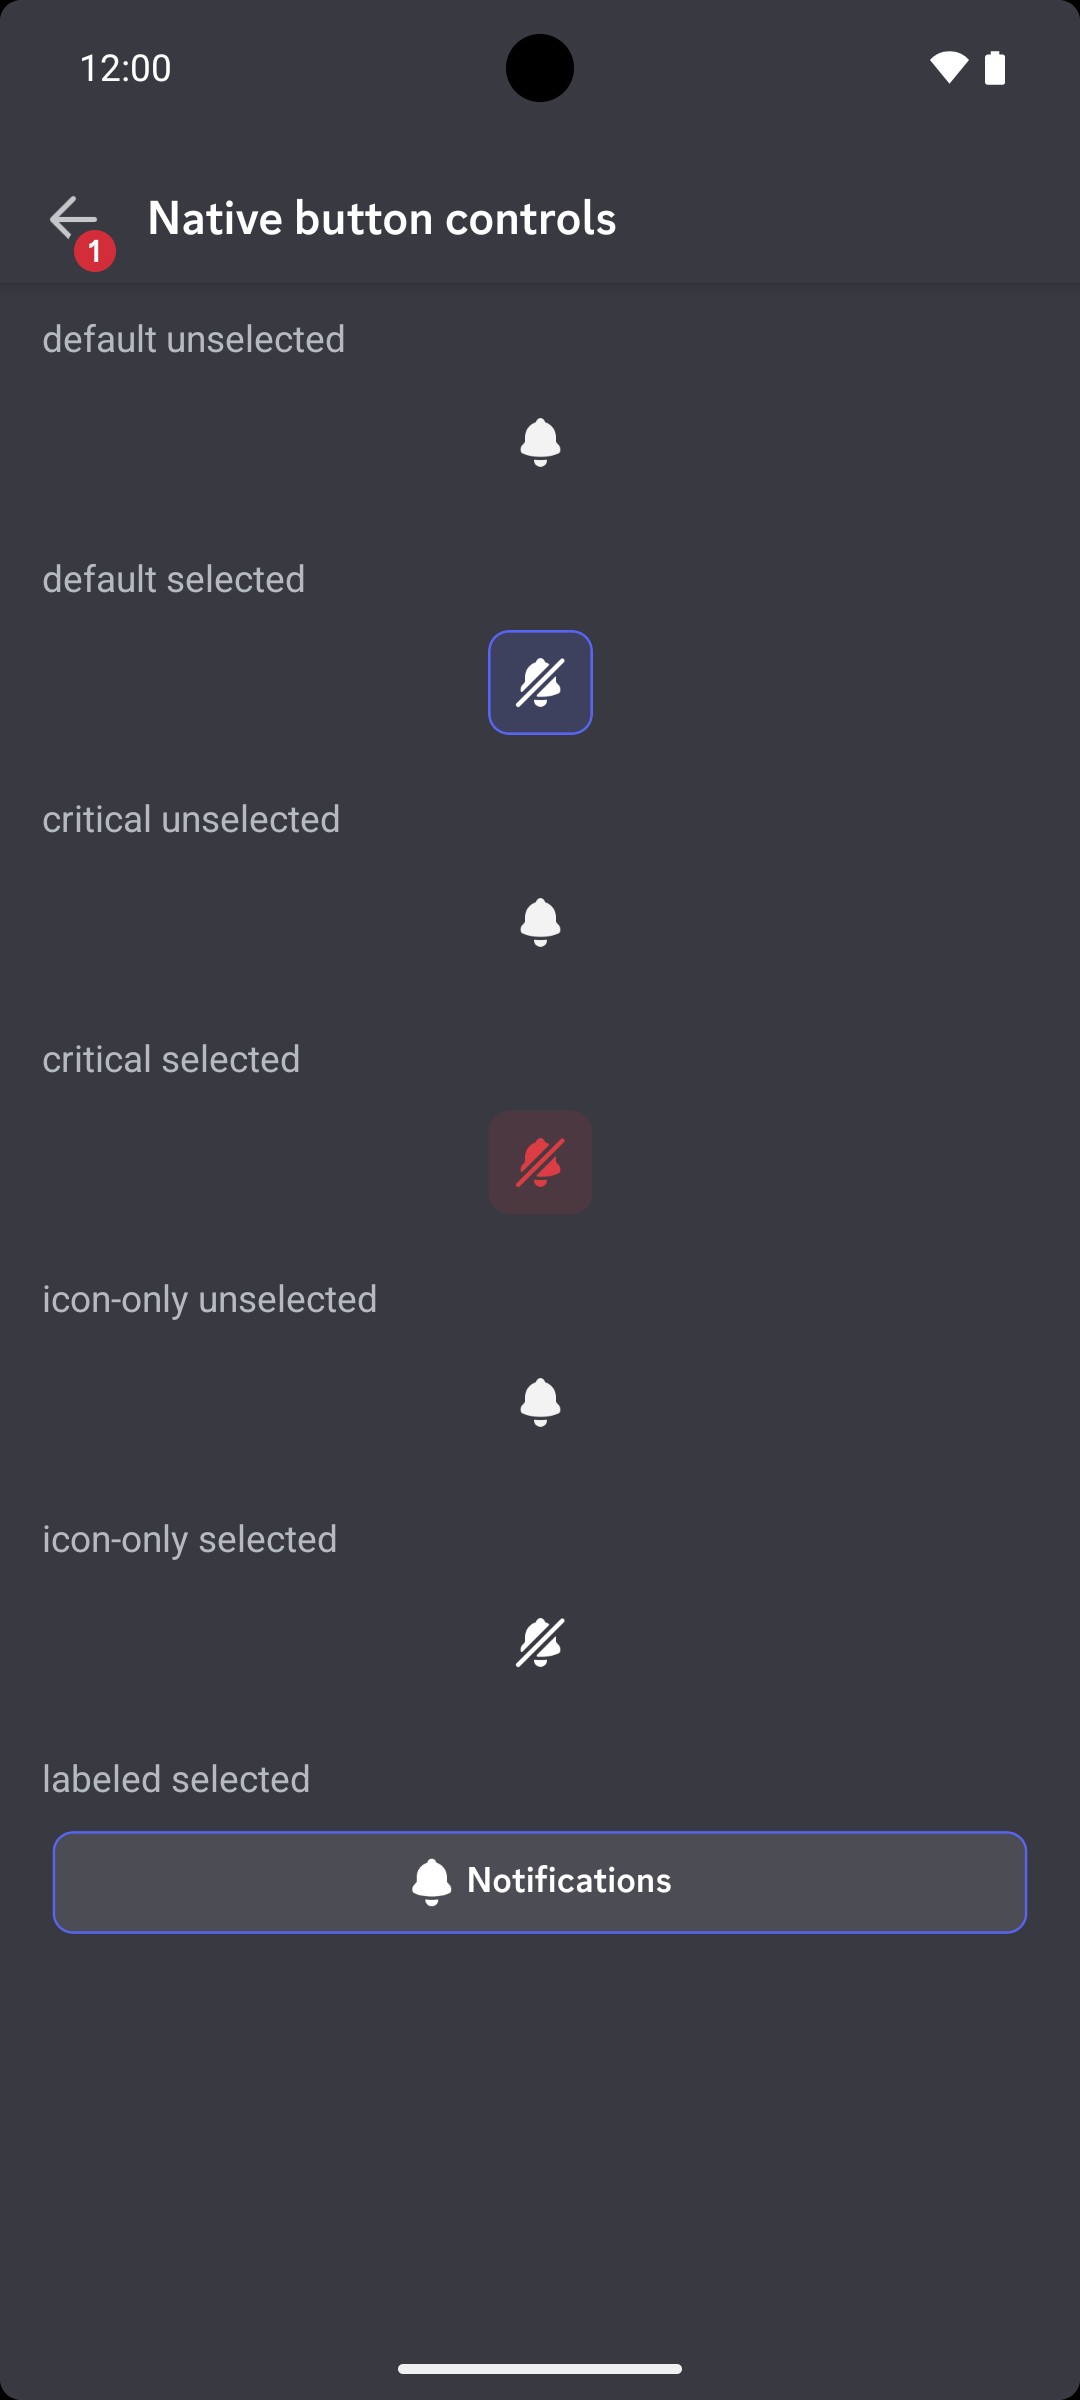 12:00
Native button controls
1
default unselected
default selected
critical unselected
critical selected
icon-only unselected
icon-only selected
labeled selected
Notifications